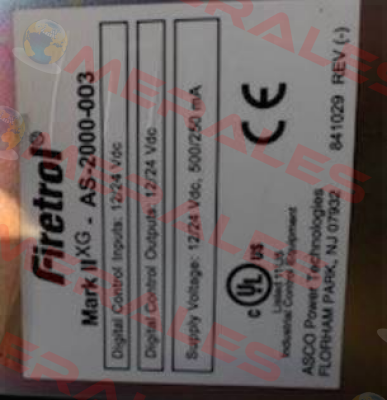 Firetrol®
Mark IIXG - AS-2000-003
Digital Control Inputs: 12/24 Vdc
Digital Control Outputs: 12/24 Vdc
Supply Voltage: 12/24 Vdc, 500/250 mA
CE
C UL US
Listed 11US
Industrial Control Equipment
ASCO Power Technologies
FLORHAM PARK, NJ 07932
841029 REV (-)
MERALES